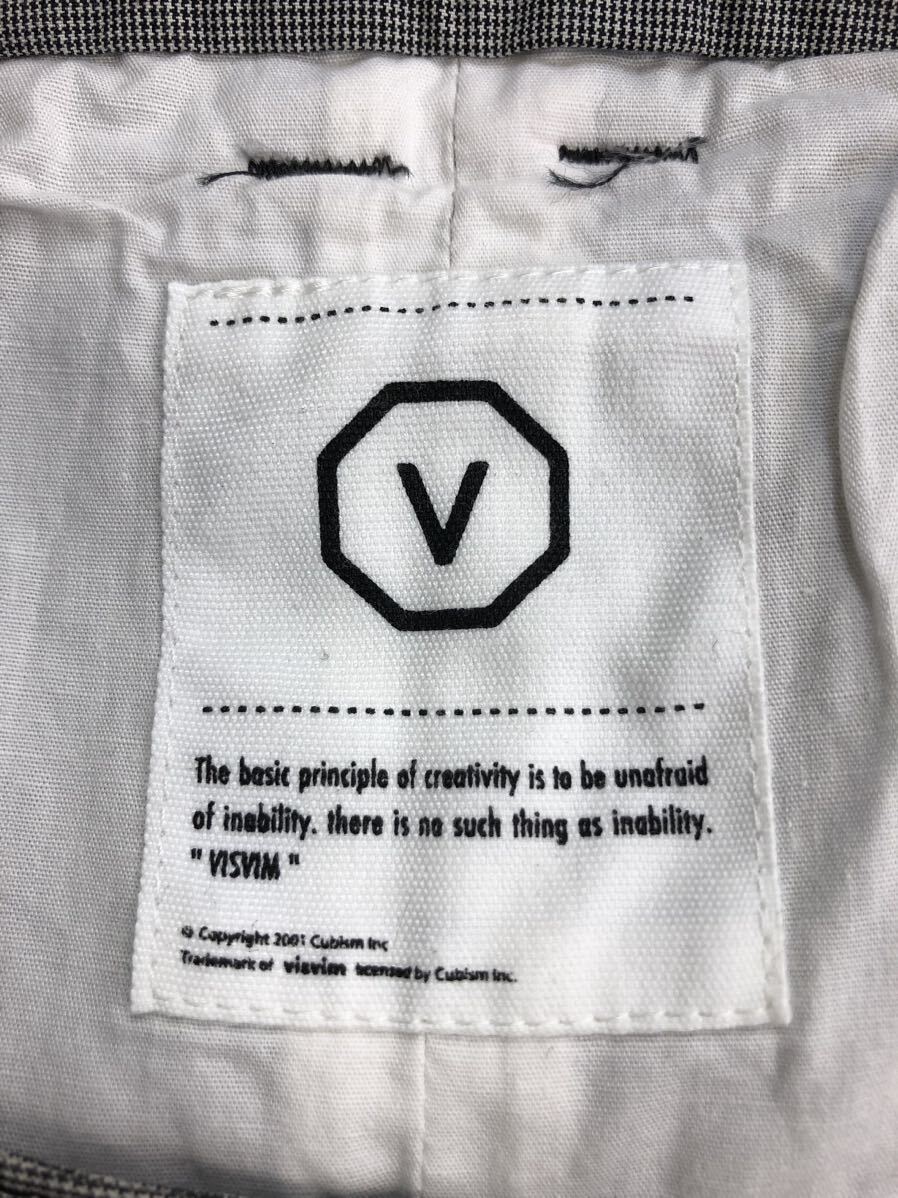 V
The basic principle of creativity is to be unafraid
of inability. there is no such thing as inability.
" VISVIM "
© Copyright 2001 Cubism Inc
Trademark of visvim licensed by Cubism Inc.